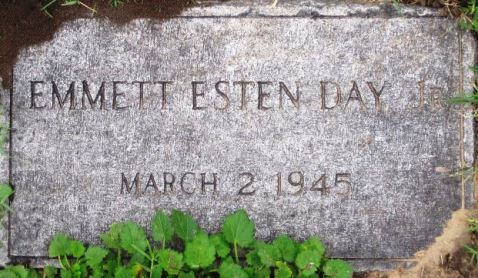 EMMETT ESTEN DAY, Jr.
MARCH 2 1945